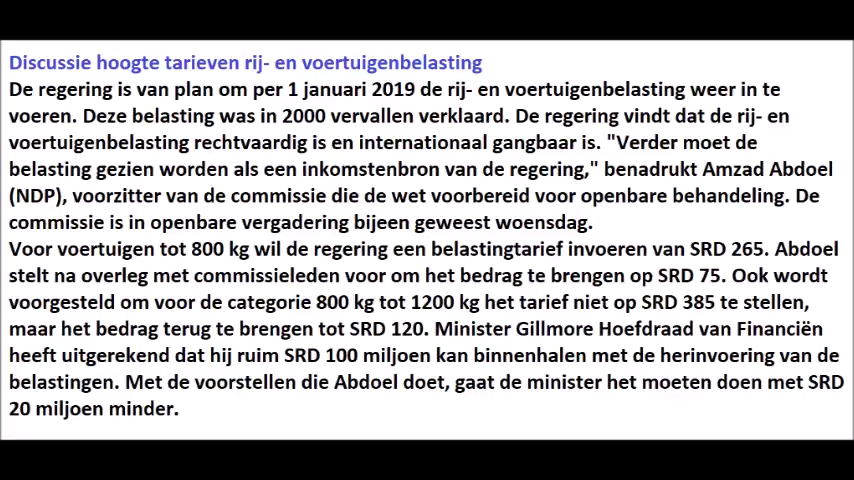 Discussie hoogte tarieven rij- en voertuigenbelasting
De regering is van plan om per 1 januari 2019 de rij- en voertuigenbelasting weer in te
voeren. Deze belasting was in 2000 vervallen verklaard. De regering vindt dat de rij- en
voertuigenbelasting rechtvaardig is en internationaal gangbaar is. "Verder moet de
belasting gezien worden als een inkomstenbron van de regering," benadrukt Amzad Abdoel
(NDP), voorzitter van de commissie die de wet voorbereid voor openbare behandeling. De
commissie is in openbare vergadering bijeen geweest woensdag.
Voor voertuigen tot 800 kg wil de regering een belastingtarief invoeren van SRD 265. Abdoel
stelt na overleg met commissieleden voor om het bedrag te brengen op SRD 75. Ook wordt
voorgesteld om voor de categorie 800 kg tot 1200 kg het tarief niet op SRD 385 te stellen,
maar het bedrag terug te brengen tot SRD 120. Minister Gillmore Hoefdraad van Financiën
heeft uitgerekend dat hij ruim SRD 100 miljoen kan binnenhalen met de herinvoering van de
belastingen. Met de voorstellen die Abdoel doet, gaat de minister het moeten doen met SRD
20 miljoen minder.